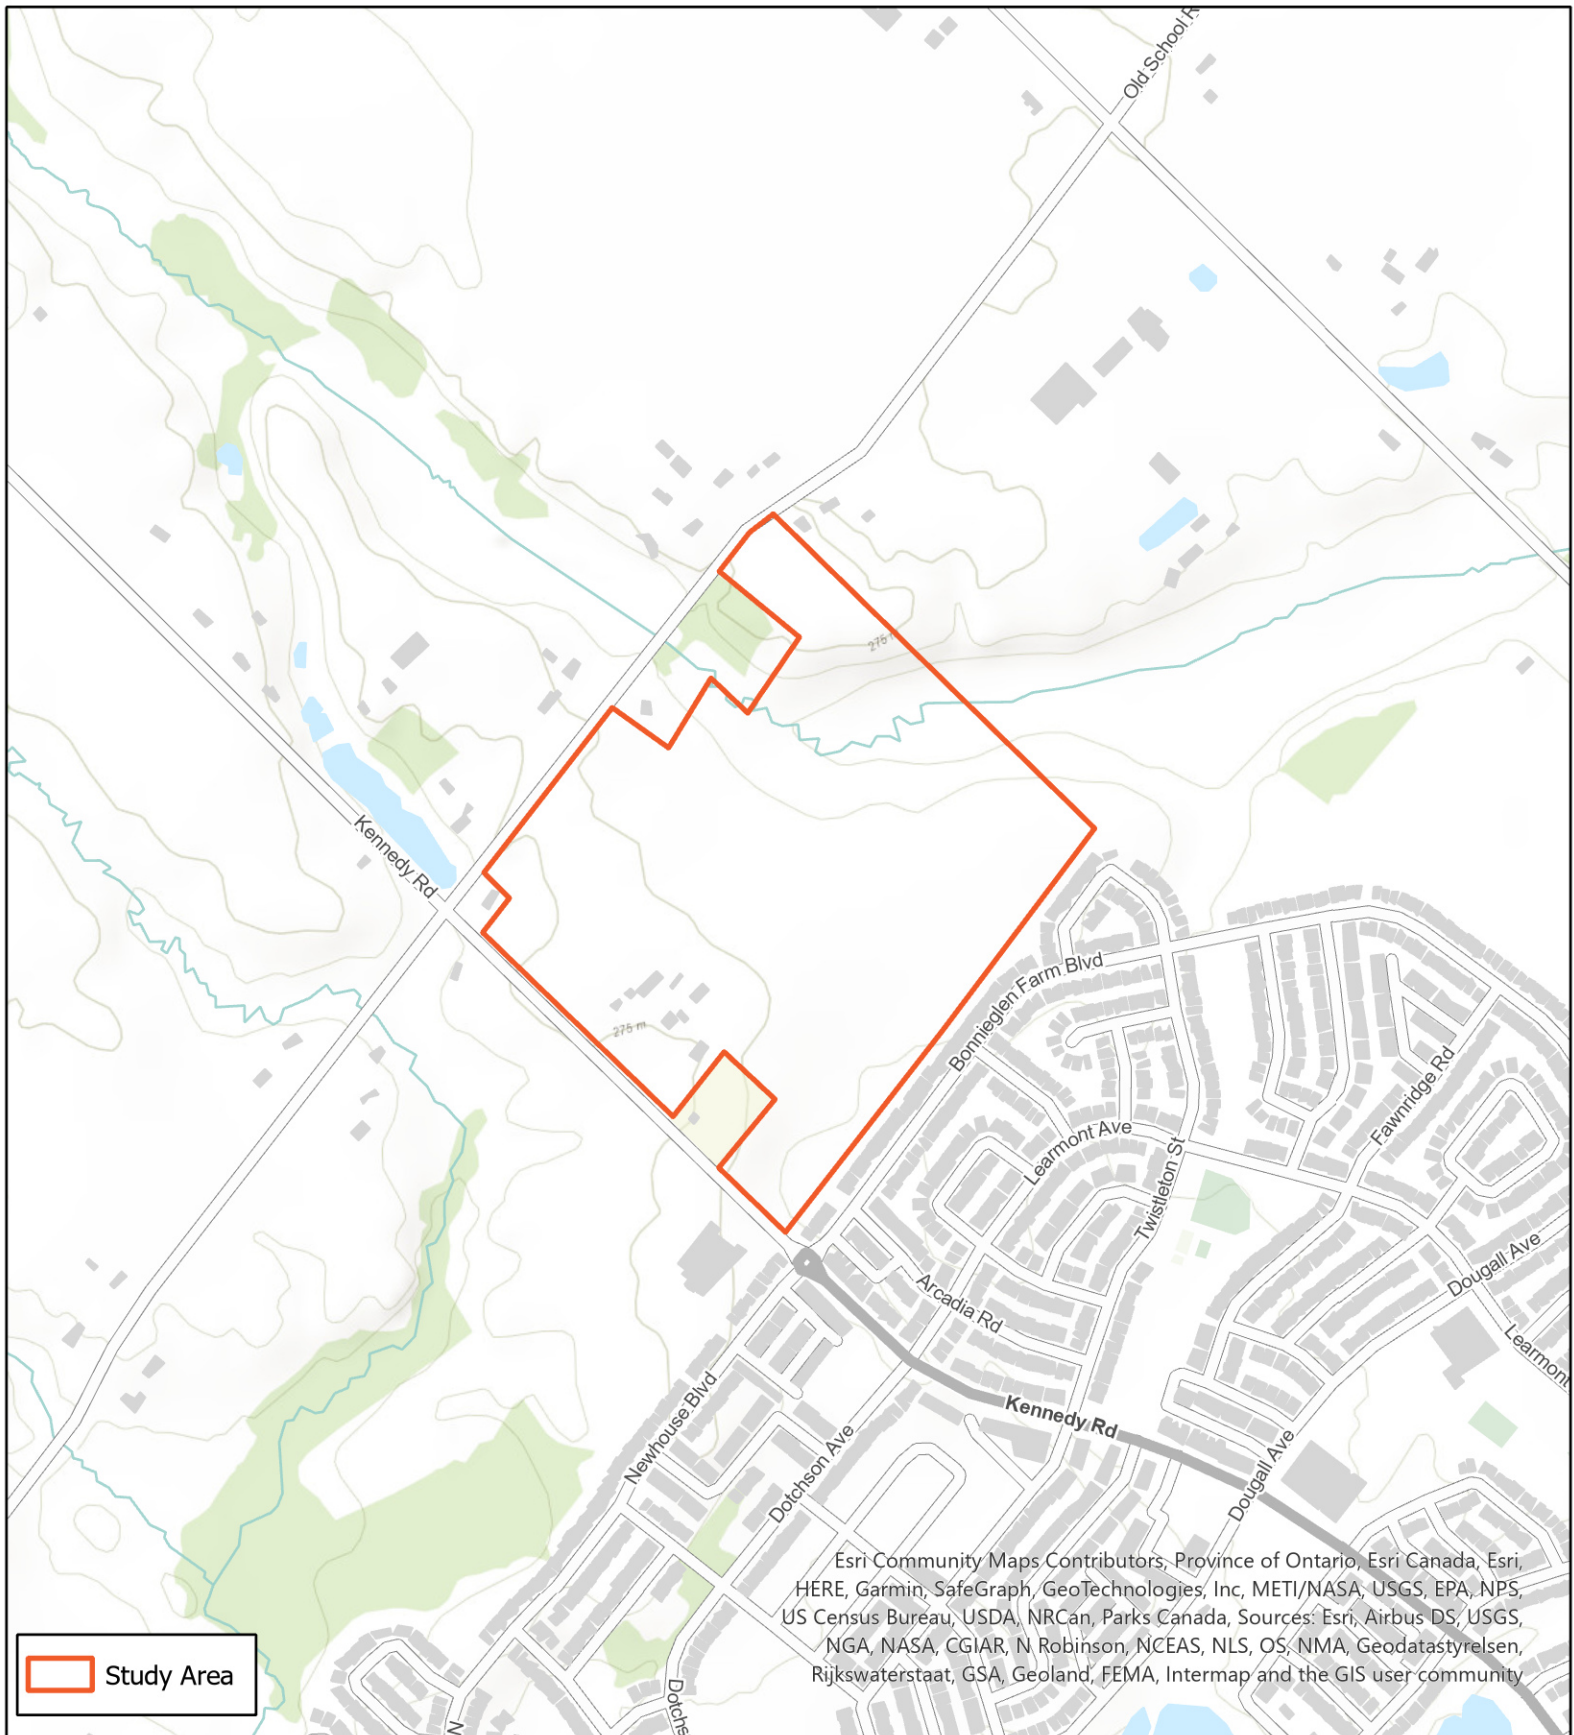 Old School R
275 m
Kennedy Rd
Bonnieglen Farm Blvd
275 m
Fawnridge Rd
Learmont Ave
Twistleton St
Dougall Ave
Arcadia Rd
Learmont
Newhouse Blvd
Kennedy Rd
Dotchson Ave
Dougall Ave
Esri Community Maps Contributors, Province of Ontario, Esri Canada, Esri,
HERE, Garmin, SafeGraph, GeoTechnologies, Inc, METI/NASA, USGS, EPA, NPS,
US Census Bureau, USDA, NRCan, Parks Canada, Sources: Esri, Airbus DS, USGS,
NGA, NASA, CGIAR, N Robinson, NCEAS, NLS, OS, NMA, Geodatastyrelsen,
Rijkswaterstaat, GSA, Geoland, FEMA, Intermap and the GIS user community
Study Area
Dotchs
N